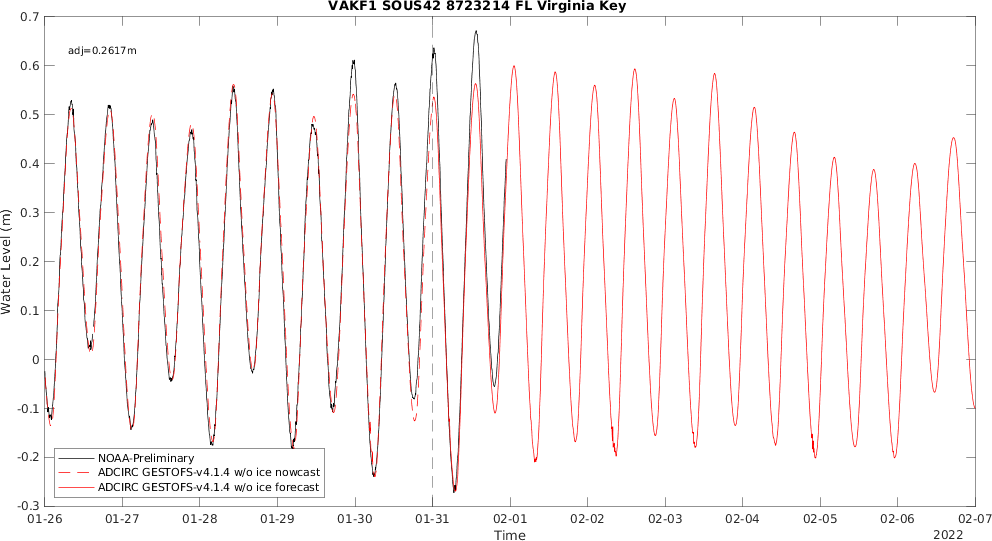 VAKF1 SOUS42 8723214 FL Virginia Key
adj=0.2617m
0.7
0.6
0.5
0.4
0.3
0.2
0.1
0
-0.1
-0.2
-0.3
Water Level (m)
NOAA-Preliminary
ADCIRC GESTOFS-v4.1.4 w/o ice nowcast
ADCIRC GESTOFS-v4.1.4 w/o ice forecast
01-26 01-27 01-28 01-29 01-30 01-31 02-01 02-02 02-03 02-04 02-05 02-06 02-07
Time
2022